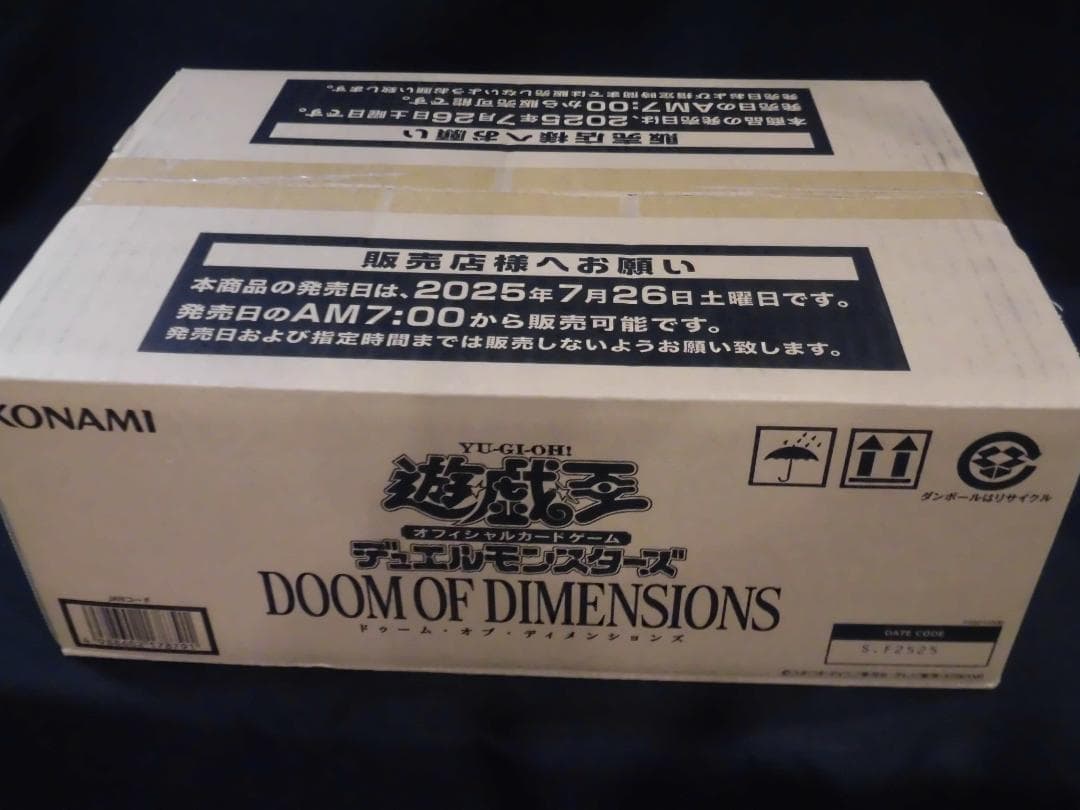 発売日および指定時間までは販売しないようお願い致します。
発売日のAM7:00から販売可能です。
本商品の発売日は、2025年7月26日土曜日です。
販売店様へお願い
販売店様へお願い
本商品の発売日は、2025年7月26日土曜日です。
発売日のAM7:00から販売可能です。
発売日および指定時間までは販売しないようお願い致します。
KONAMI
YU-GI-OH!
遊戯王
オフィシャルカードゲーム
デュエルモンスターズ
DOOM OF DIMENSIONS
ドゥーム・オブ・ディメンションズ
ダンボールはリサイクル
JANコード
DATE CODE
S.F2525